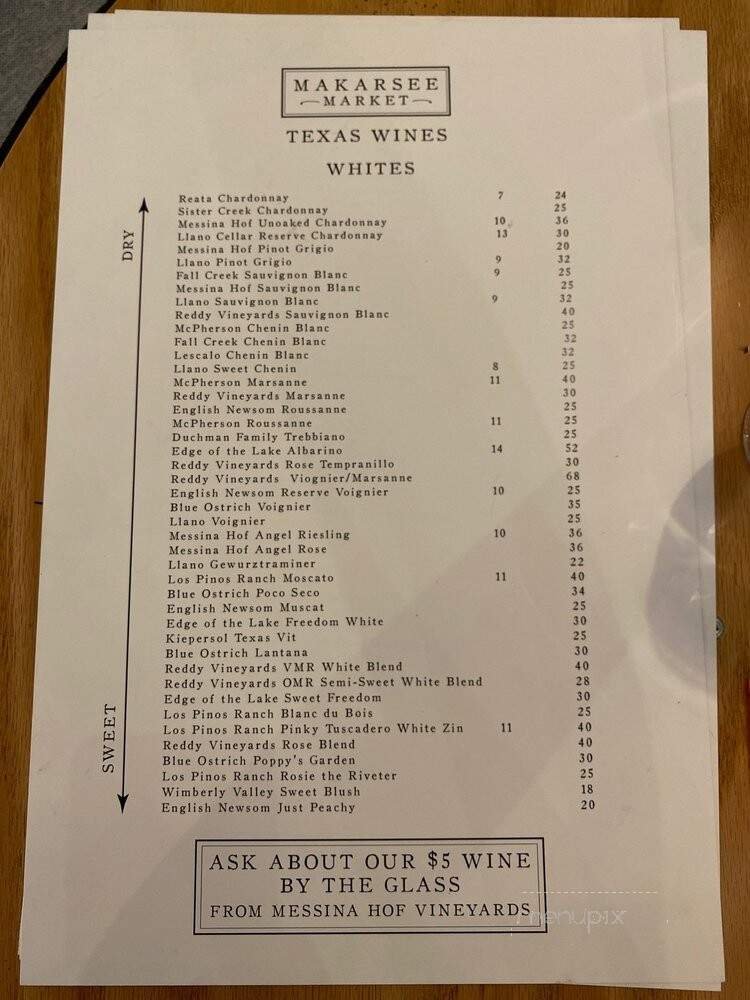 MAKARSEE
MARKET
TEXAS WINES
WHITES
DRY
Reata Chardonnay 7 24
Sister Creek Chardonnay 25
Messina Hof Unoaked Chardonnay 10 36
Llano Cellar Reserve Chardonnay 13 30
Messina Hof Pinot Grigio 20
Llano Pinot Grigio 9 32
Fall Creek Sauvignon Blanc 9 25
Messina Hof Sauvignon Blanc 25
Llano Sauvignon Blanc 9 32
Reddy Vineyards Sauvignon Blanc 40
McPherson Chenin Blanc 25
Fall Creek Chenin Blanc 32
Lescalo Chenin Blanc 32
Llano Sweet Chenin 8 25
McPherson Marsanne 11 40
Reddy Vineyards Marsanne 30
English Newsom Roussanne 25
McPherson Roussanne 11 25
Duchman Family Trebbiano 25
Edge of the Lake Albarino 14 52
Reddy Vineyards Rose Tempranillo 30
Reddy Vineyards Viognier/Marsanne 68
English Newsom Reserve Voignier 10 25
Blue Ostrich Voignier 35
Llano Voignier 25
Messina Hof Angel Riesling 10 36
Messina Hof Angel Rose 36
Llano Gewurztraminer 22
Los Pinos Ranch Moscato 11 40
Blue Ostrich Poco Seco 34
English Newsom Muscat 25
Edge of the Lake Freedom White 30
Kiepersol Texas Vit 25
Blue Ostrich Lantana 30
Reddy Vineyards VMR White Blend 40
Reddy Vineyards OMR Semi-Sweet White Blend 28
Edge of the Lake Sweet Freedom 30
Los Pinos Ranch Blanc du Bois 25
Los Pinos Ranch Pinky Tuscadero White Zin 11 40
Reddy Vineyards Rose Blend 40
Blue Ostrich Poppy's Garden 30
Los Pinos Ranch Rosie the Riveter 25
Wimberly Valley Sweet Blush 18
English Newsom Just Peachy 20
SWEET
ASK ABOUT OUR $5 WINE
BY THE GLASS
FROM MESSINA HOF VINEYARDS
menupix